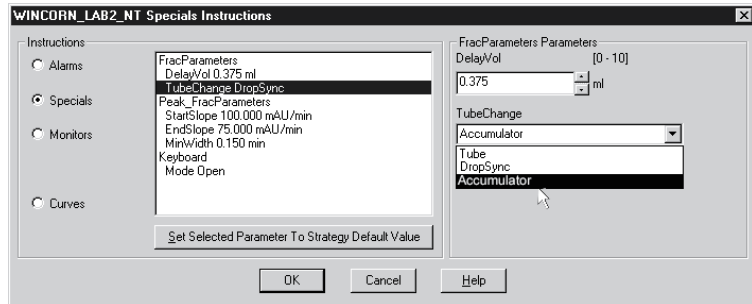 WINCORN_LAB2_NT Specials Instructions
Instructions
Alarms
Specials
Monitors
Curves
FracParameters
DelayVol 0.375 ml
TubeChange DropSync
Peak_FracParameters
StartSlope 100.000 mAU/min
EndSlope 75.000 mAU/min
MinWidth 0.150 min
Keyboard
Mode Open
Set Selected Parameter To Strategy Default Value
FracParameters Parameters
DelayVol [0 - 10]
0.375 ml
TubeChange
Accumulator
Tube
DropSync
Accumulator
OK Cancel Help